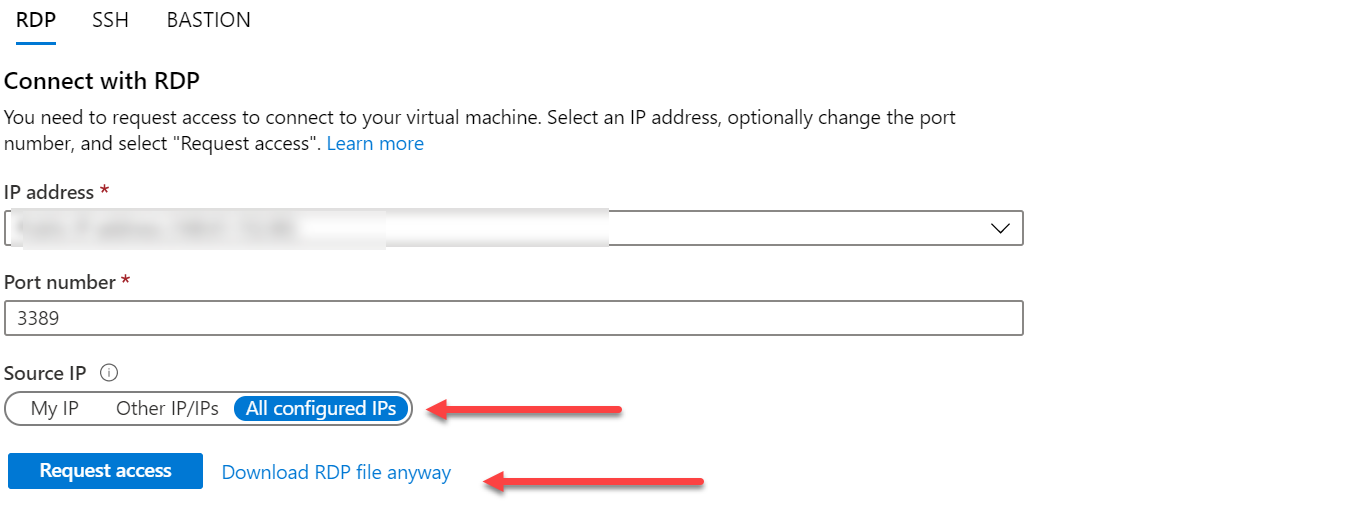 RDP SSH BASTION
Connect with RDP
You need to request access to connect to your virtual machine. Select an IP address, optionally change the port
number, and select "Request access". Learn more
IP address *
Port number *
3389
Source IP
My IP Other IP/IPs All configured IPs
Request access Download RDP file anyway